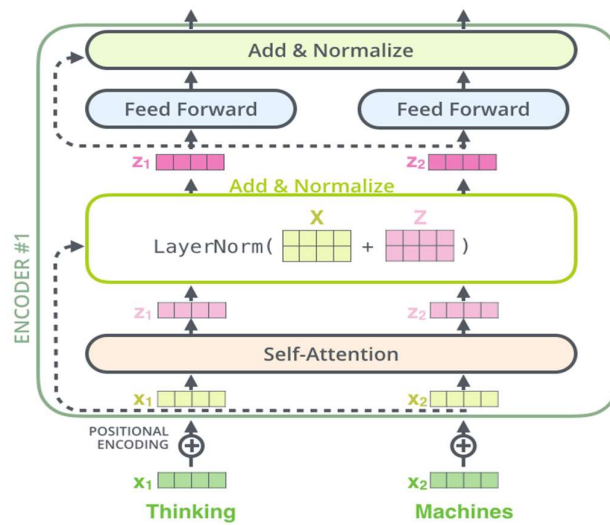 Add & Normalize
Feed Forward Feed Forward
z1 z2
Add & Normalize
X Z
LayerNorm( + )
ENCODER #1
z1 z2
Self-Attention
x1 x2
POSITIONAL
ENCODING
x1 x2
Thinking Machines